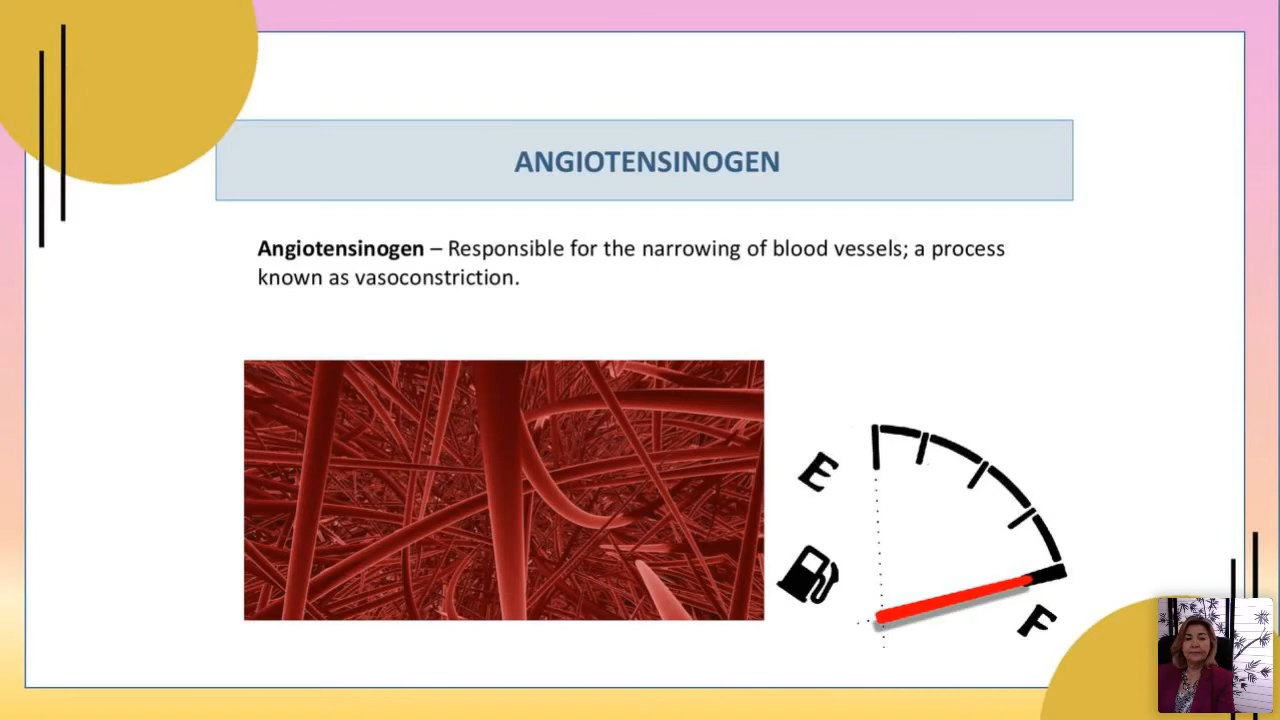 ANGIOTENSINOGEN
Angiotensinogen – Responsible for the narrowing of blood vessels; a process
known as vasoconstriction.
E
F